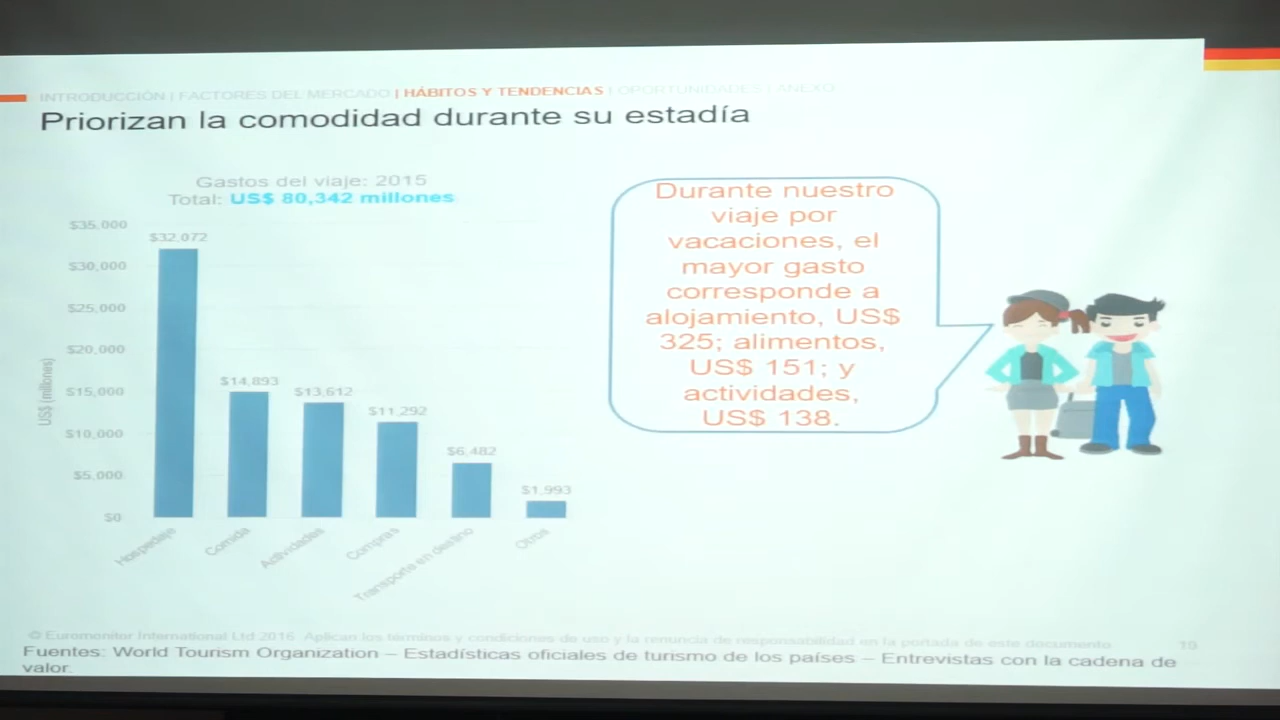 INTRODUCCIÓN | FACTORES DEL MERCADO | HÁBITOS Y TENDENCIAS | OPORTUNIDADES | ANEXO
Priorizan la comodidad durante su estadía
Gastos del viaje: 2015
Total: US$ 80,342 millones
US$ (millones)
$35,000
$30,000
$25,000
$20,000
$15,000
$10,000
$5,000
$0
$32,072
$14,893
$13,612
$11,292
$6,482
$1,993
Hospedaje
Comida
Actividades
Compras
Transporte en destino
Otros
Durante nuestro
viaje por
vacaciones, el
mayor gasto
corresponde a
alojamiento, US$
325; alimentos,
US$ 151; y
actividades,
US$ 138.
© Euromonitor International Ltd 2016 Aplican los términos y condiciones de uso y la renuncia de responsabilidad en la portada de este documento
19
Fuentes: World Tourism Organization – Estadísticas oficiales de turismo de los países – Entrevistas con la cadena de
valor.